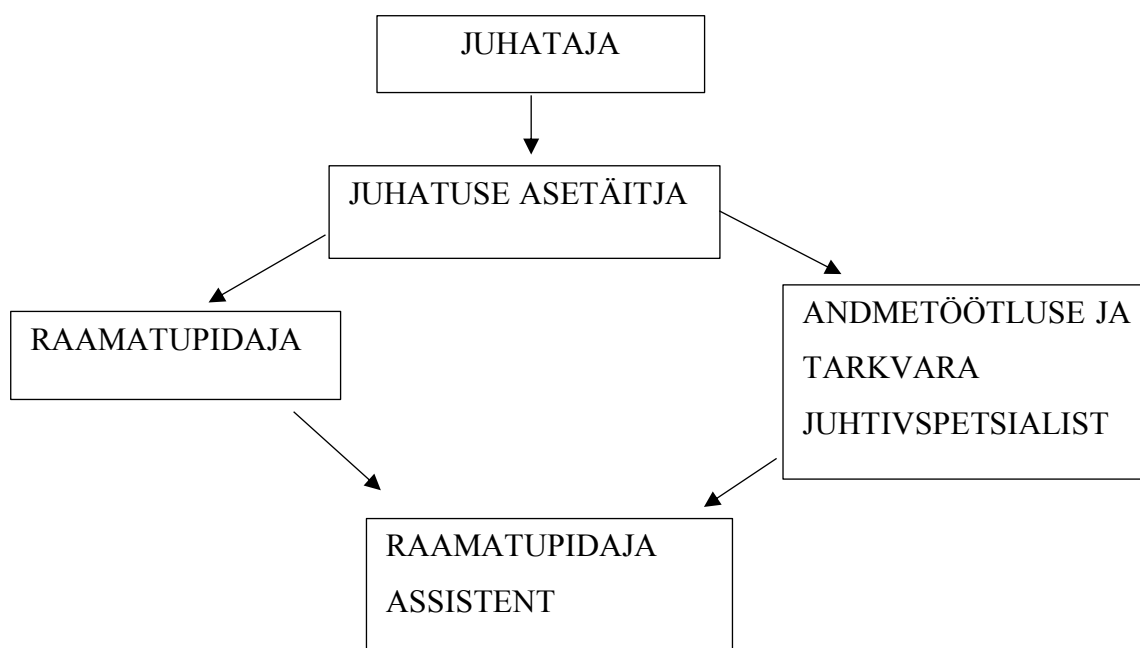 JUHATAJA
JUHATUSE ASETÄITJA
RAAMATUPIDAJA
ANDMETÖÖTLUSE JA
TARKVARA
JUHTIVSPETSIALIST
RAAMATUPIDAJA
ASSISTENT